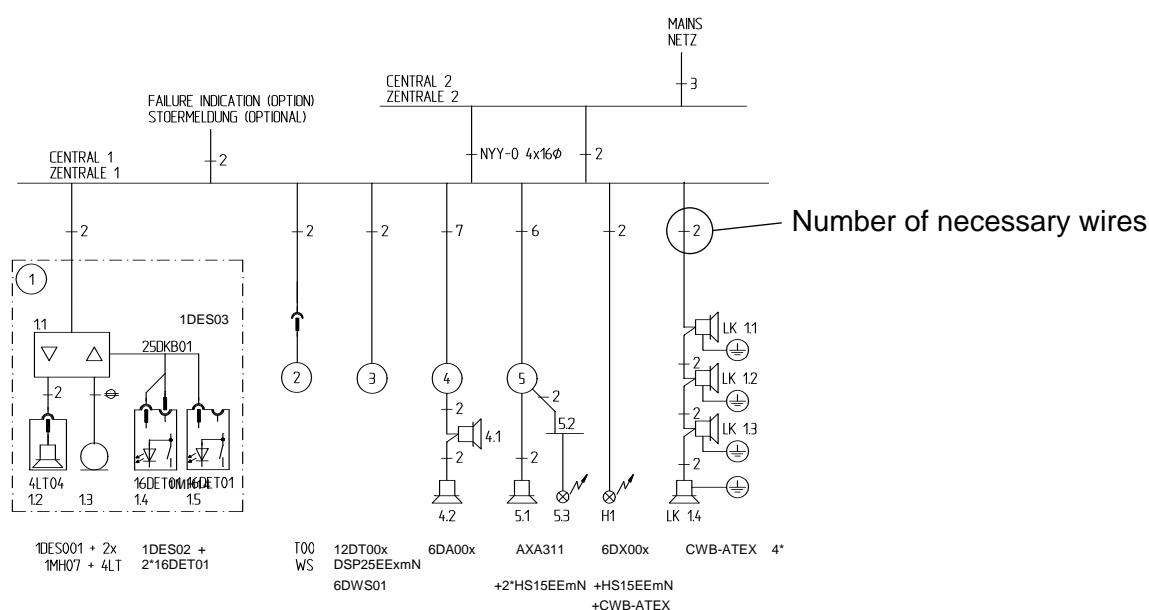 MAINS
NETZ
3
CENTRAL 2
ZENTRALE 2
FAILURE INDICATION (OPTION)
STOERMELDUNG (OPTIONAL)
2
NYY-O 4x16φ
2
CENTRAL 1
ZENTRALE 1
2
2
2
7
6
2
2
Number of necessary wires
1
1.1
1DES03
25DKB01
2
φ
2
3
4
5
2
2
5.2
4.1
2
2
LK 1.1
2
LK 1.2
2
LK 1.3
2
4LT04
16DET01
16DET01
1.2
1.3
1.4
1.5
4.2
5.1
5.3
H1
LK 1.4
1DES001 + 2x
1MH07 + 4LT
1DES02 +
2*16DET01
T00
WS
12DT00x
DSP25EExmN
6DWS01
6DA00x
AXA311
+2*HS15EEmN
6DX00x
+HS15EEmN
+CWB-ATEX
CWB-ATEX 4*